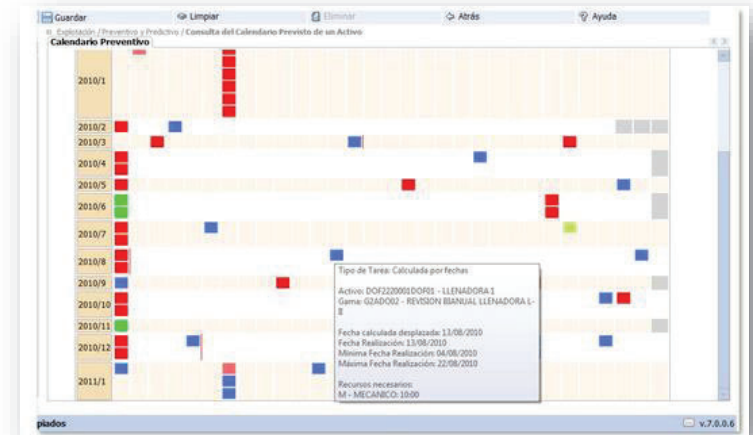 Guardar Limpiar Eliminar Atrás Ayuda
Explotación / Preventivo y Predictivo / Consulta del Calendario Previsto de un Activo
Calendario Preventivo
2010/1
2010/2
2010/3
2010/4
2010/5
2010/6
2010/7
2010/8
2010/9
2010/10
2010/11
2010/12
2011/1
Tipo de Tarea: Calculada por fechas
Activo: DOF2220001DOF01 - LLENADORA 1
Gama: G2ADO02 - REVISION BIANUAL LLENADORA L-
8
Fecha calculada desplazada: 13/08/2010
Fecha Realización: 13/08/2010
Mínima Fecha Realización: 04/08/2010
Máxima Fecha Realización: 22/08/2010
Recursos necesarios:
M - MECANICO: 10:00
piados v.7.0.0.6